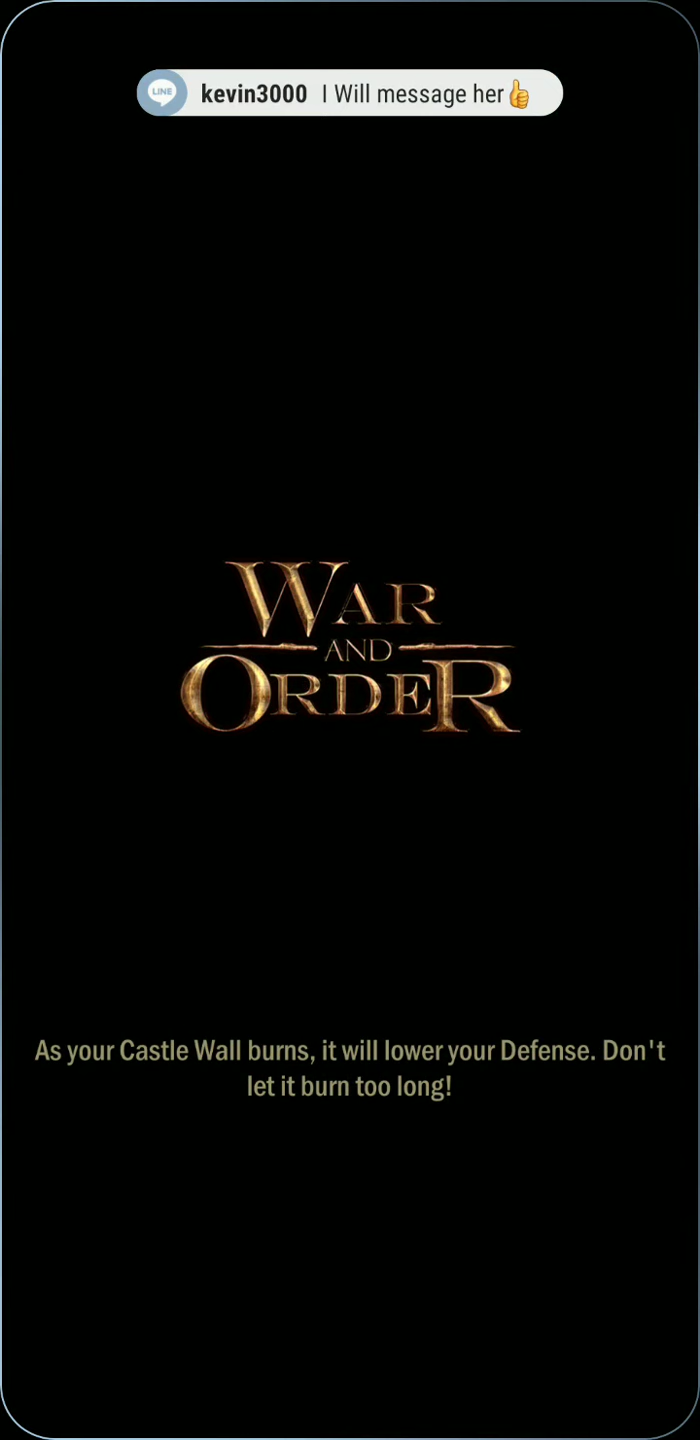 LINE kevin3000 I Will message her👍
WAR
AND
ORDER
As your Castle Wall burns, it will lower your Defense. Don't
let it burn too long!